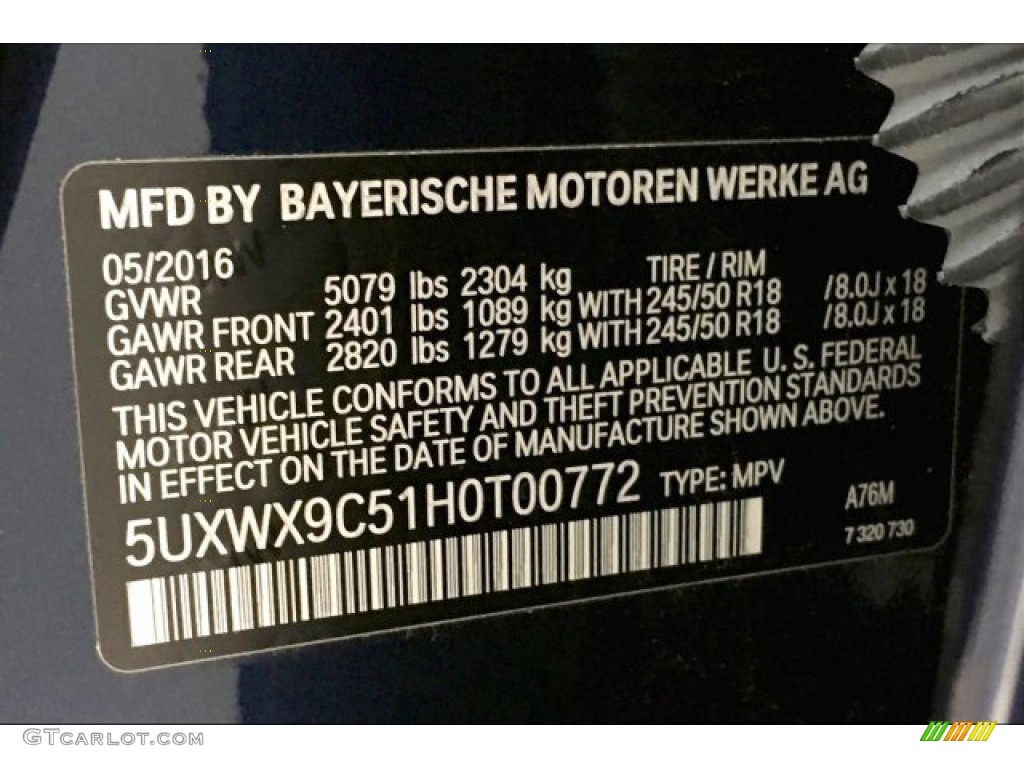 MFD BY BAYERISCHE MOTOREN WERKE AG
05/2016 TIRE / RIM
GVWR 5079 lbs 2304 kg
GAWR FRONT 2401 lbs 1089 kg WITH 245/50 R18 /8.0J x 18
GAWR REAR 2820 lbs 1279 kg WITH 245/50 R18 /8.0J x 18
THIS VEHICLE CONFORMS TO ALL APPLICABLE U. S. FEDERAL
MOTOR VEHICLE SAFETY AND THEFT PREVENTION STANDARDS
IN EFFECT ON THE DATE OF MANUFACTURE SHOWN ABOVE.
5UXWX9C51H0T00772 TYPE: MPV A76M
7 320 730
GTCARLOT.COM